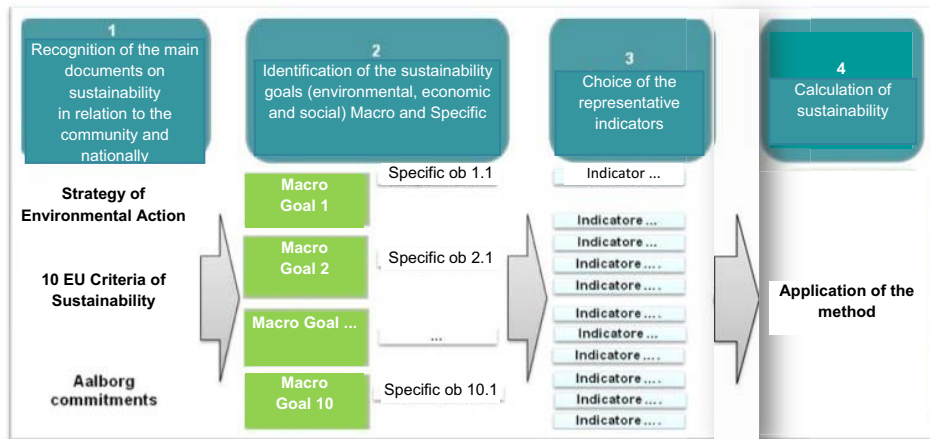 1
Recognition of the main
documents on
sustainability
in relation to the
community and
nationally
2
Identification of the sustainability
goals (environmental, economic
and social) Macro and Specific
3
Choice of the
representative
indicators
4
Calculation of
sustainability
Strategy of
Environmental Action
10 EU Criteria of
Sustainability
Aalborg
commitments
Macro
Goal 1
Macro
Goal 2
Macro Goal ...
Macro
Goal 10
Specific ob 1.1
Specific ob 2.1
...
Specific ob 10.1
Indicator ...
Indicatore ...
Indicatore ...
Indicatore ....
Indicatore ....
Indicatore ....
Indicatore ...
Indicatore ....
Indicatore ....
Indicatore ....
Indicatore ....
Application of the
method